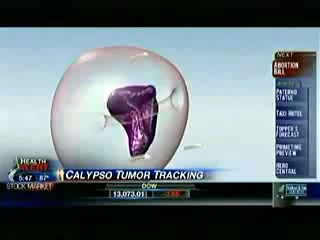 NEXT
ABORTION
BILL
PATERNO
STATUE
TAXI HOTEL
TOPPER'S
FORECAST
PRIMETIME
PREVIEW
HERO
CENTRAL
HEALTH
ALERT
CALYPSO TUMOR TRACKING
5:47 87°
STOCK MARKET
DOW
13,073.01